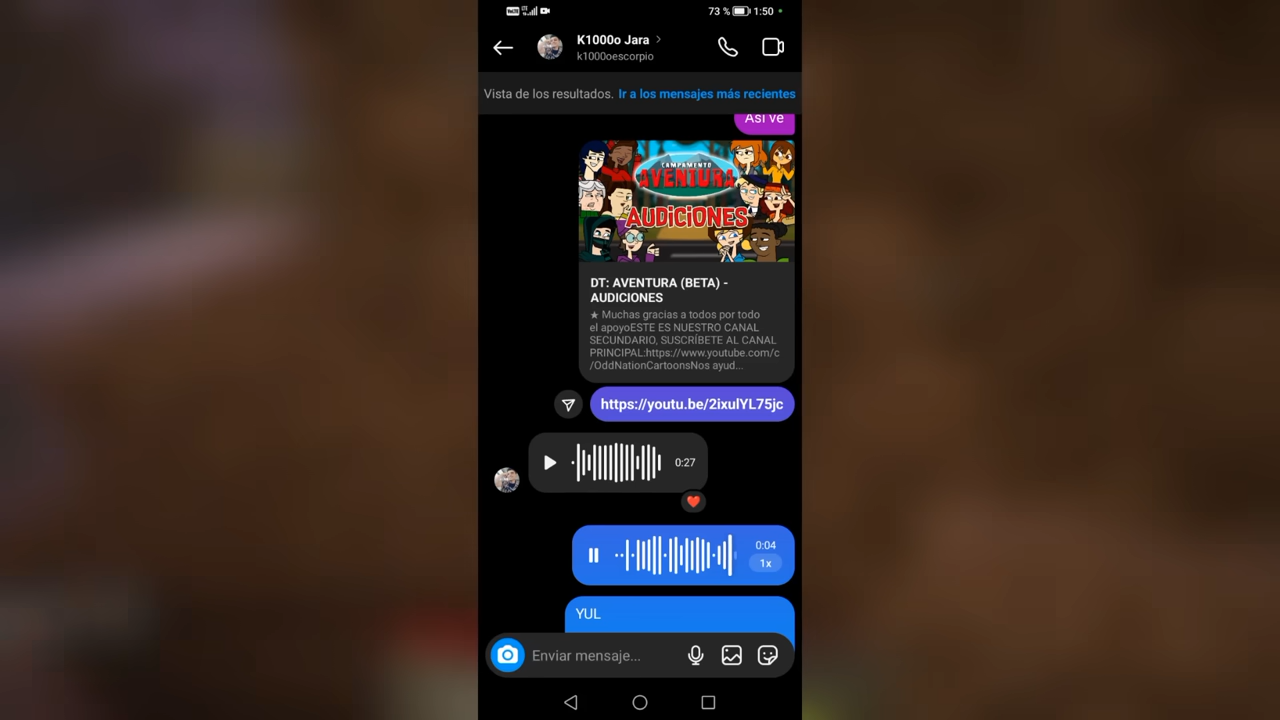 73 % 1:50
K1000o Jara
k1000oescorpio
Vista de los resultados. Ir a los mensajes más recientes
Así ve
CAMPAMENTO
AVENTURA
AUDICIONES
DT: AVENTURA (BETA) -
AUDICIONES
★ Muchas gracias a todos por todo
el apoyoESTE ES NUESTRO CANAL
SECUNDARIO, SUSCRÍBETE AL CANAL
PRINCIPAL:https://www.youtube.com/c
/OddNationCartoonsNos ayud...
https://youtu.be/2ixulYL75jc
0:27
0:04
1x
YUL
Enviar mensaje...